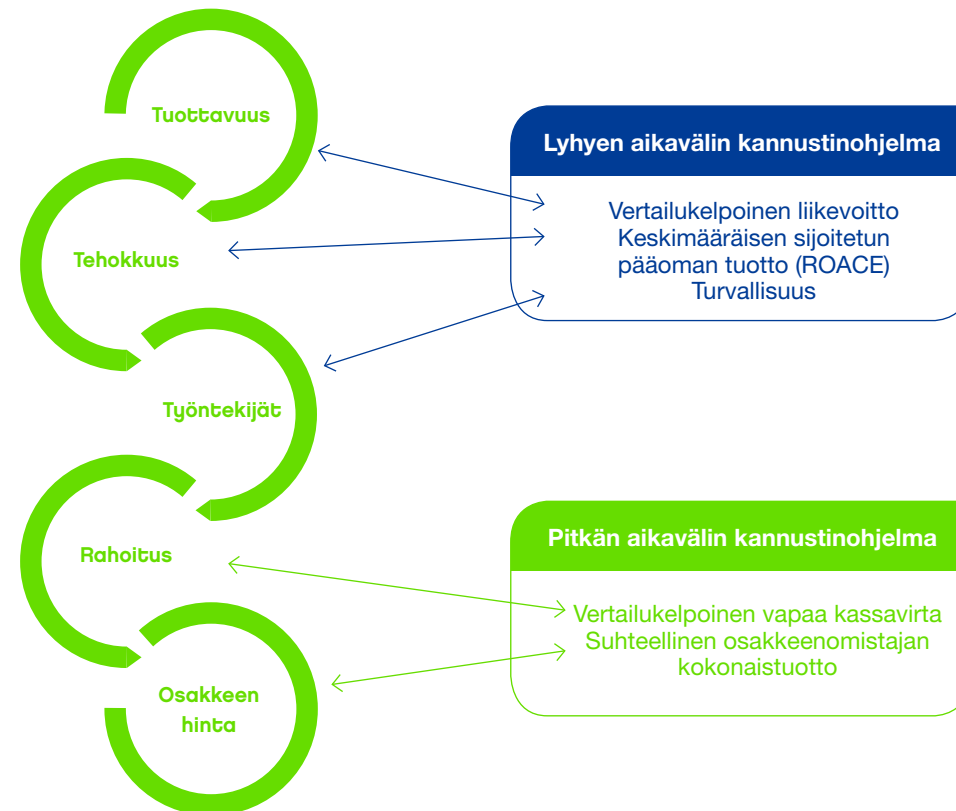 Tuottavuus
Tehokkuus
Työntekijät
Rahoitus
Osakkeen
hinta
Lyhyen aikavälin kannustinohjelma
Vertailukelpoinen liikevoitto
Keskimääräisen sijoitetun
pääoman tuotto (ROACE)
Turvallisuus
Pitkän aikavälin kannustinohjelma
Vertailukelpoinen vapaa kassavirta
Suhteellinen osakkeenomistajan
kokonaistuotto